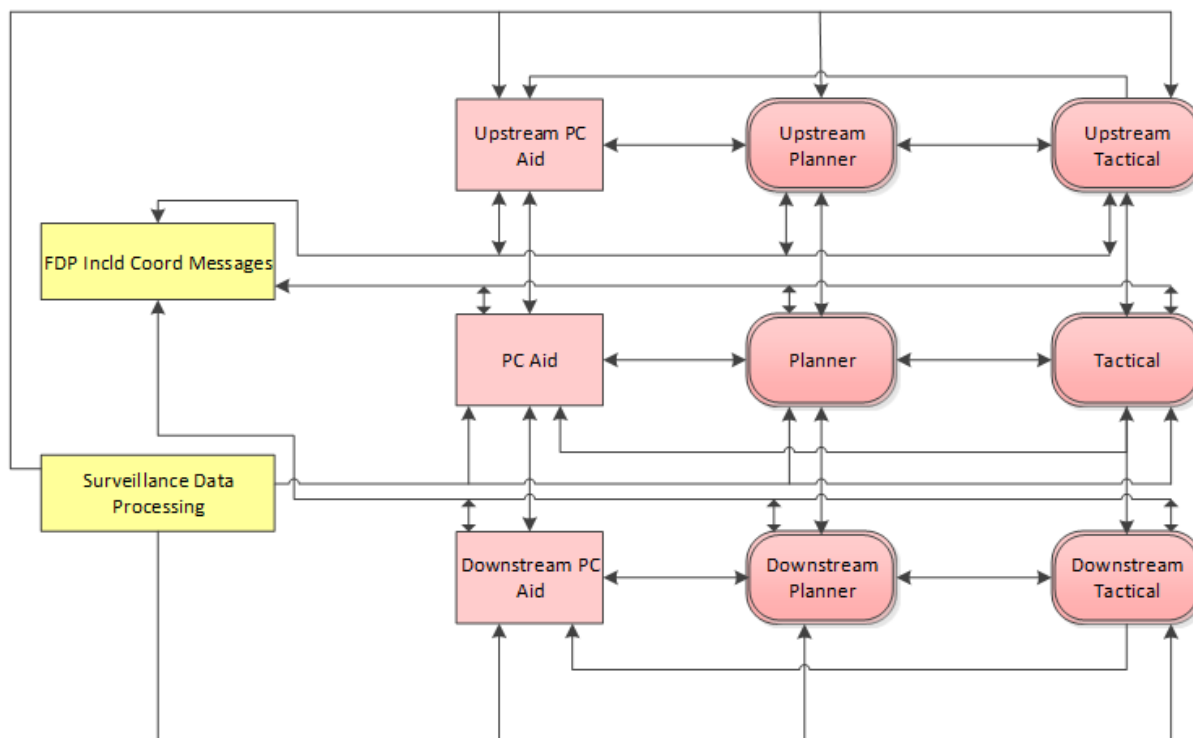 Upstream PC
Aid
Upstream
Planner
Upstream
Tactical
FDP Incld Coord Messages
PC Aid
Planner
Tactical
Surveillance Data
Processing
Downstream PC
Aid
Downstream
Planner
Downstream
Tactical